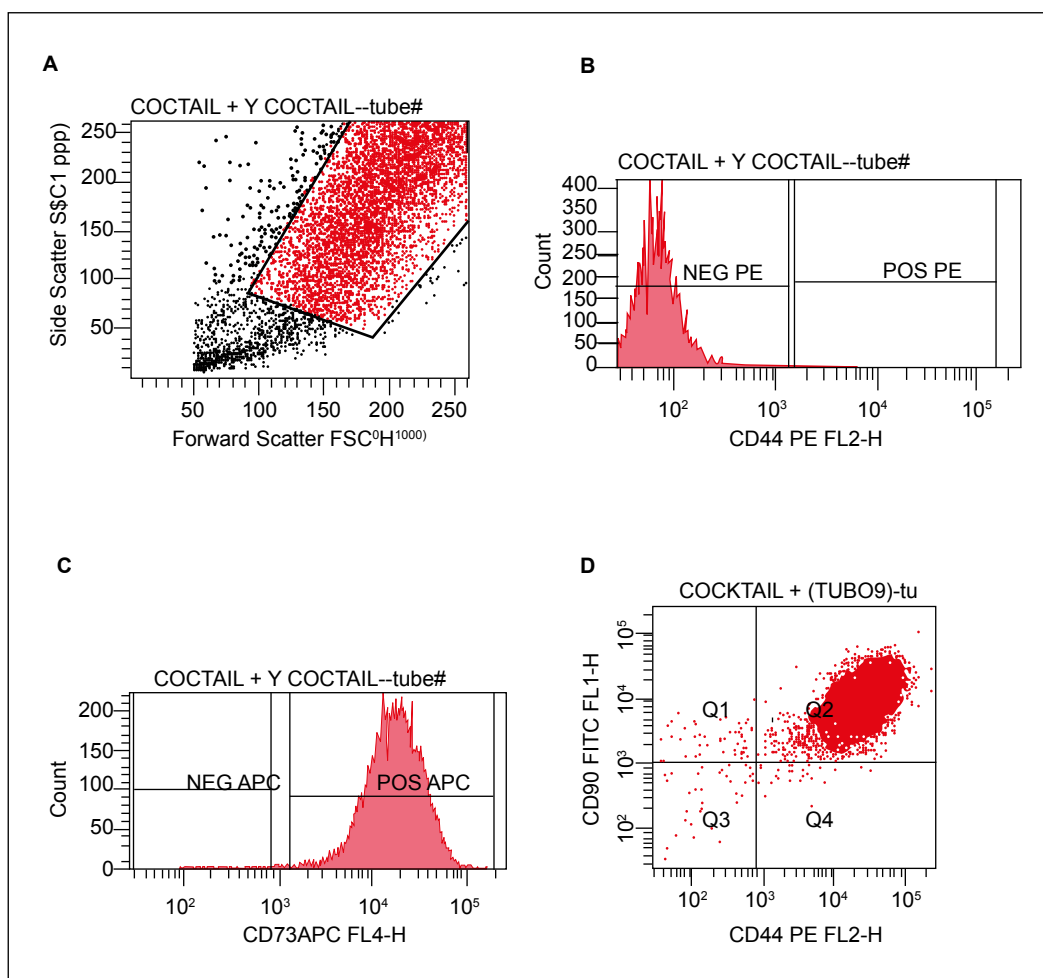 A
COCTAIL + Y COCTAIL--tube#
Side Scatter S$C1 ppp)
250
200
150
100
50
50 100 150 200 250
Forward Scatter FSC⁰H¹⁰⁰⁰⁾
B
COCTAIL + Y COCTAIL--tube#
Count
400
350
300
250
200
150
100
50
0
NEG PE POS PE
10² 10³ 10⁴ 10⁵
CD44 PE FL2-H
C
COCTAIL + Y COCTAIL--tube#
Count
200
150
100
50
0
NEG APC POS APC
10² 10³ 10⁴ 10⁵
CD73APC FL4-H
D
COCKTAIL + (TUBO9)-tu
CD90 FITC FL1-H
10⁵
10⁴
10³
10²
Q1 Q2
Q3 Q4
10² 10³ 10⁴ 10⁵
CD44 PE FL2-H